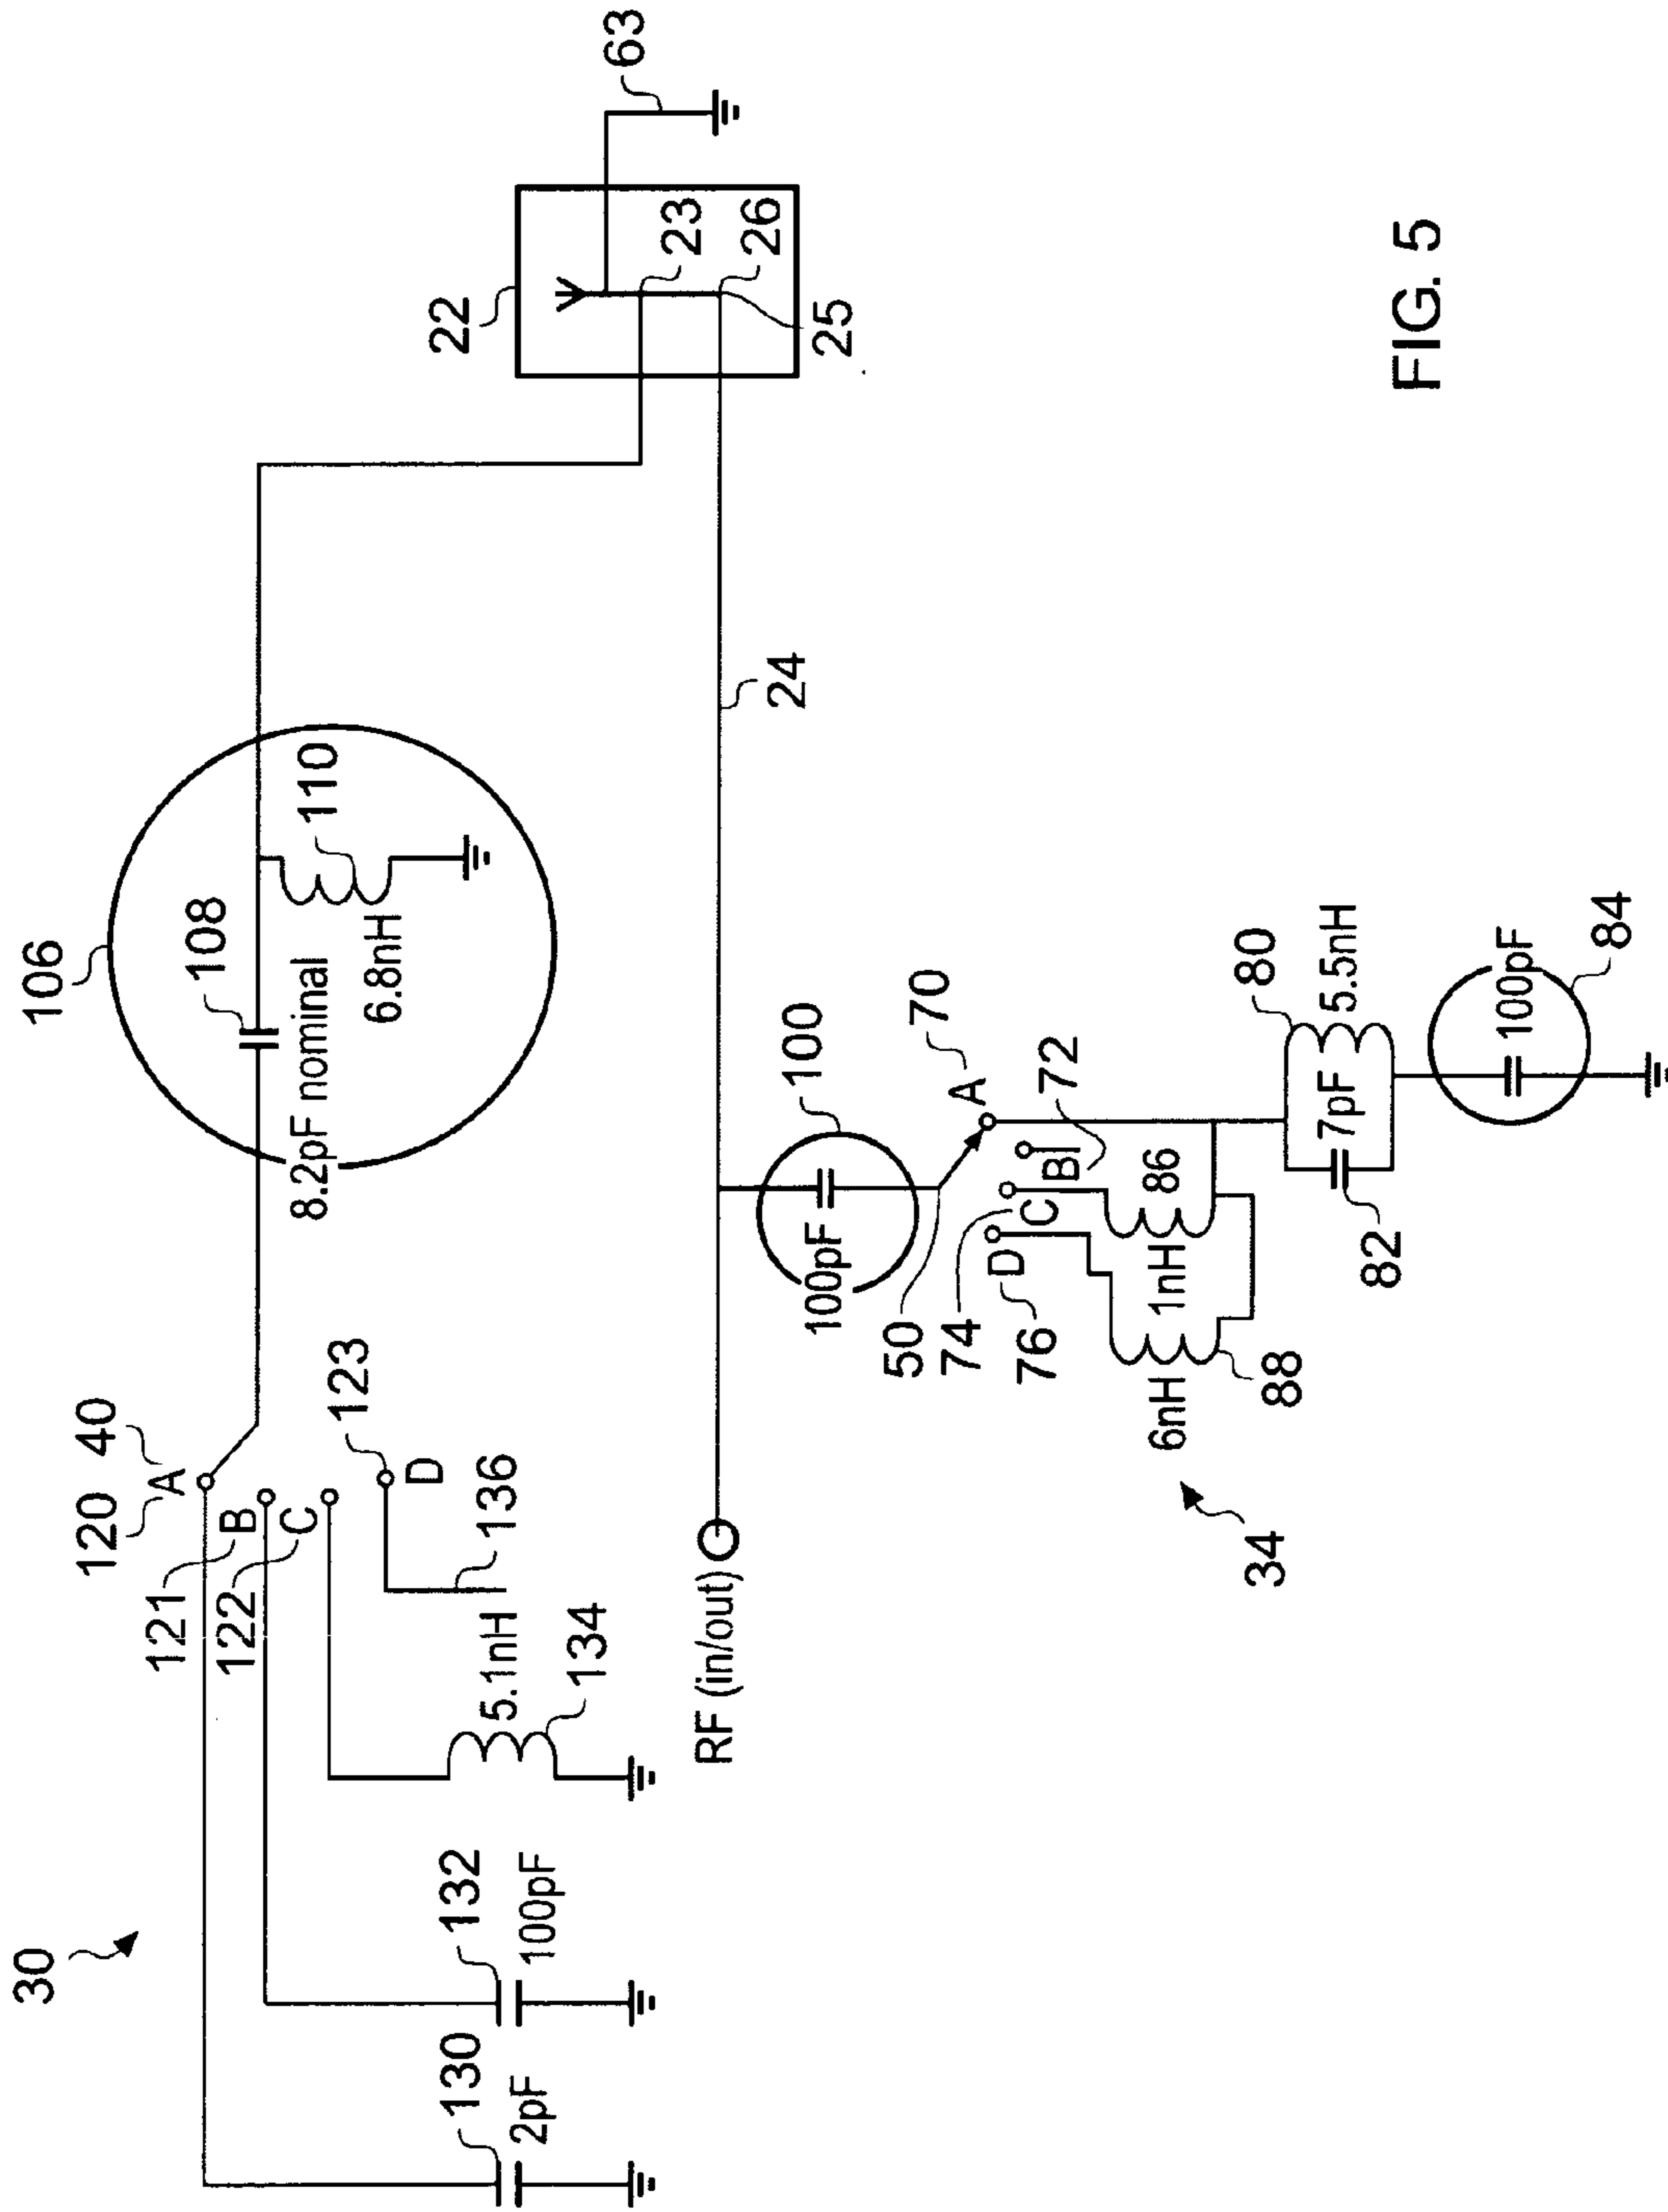 30
106
108
8.2pF nominal
110
6.8nH
120
40
A
121
B
122
C
123
D
136
5.1nH
134
132
100pF
130
2pF
22
23
26
25
63
24
RF (in/out)
100
100pF
50
70
A
72
B
74
C
76
D
86
1nH
6nH
88
34
80
5.5nH
7pF
82
100pF
84
FIG. 5